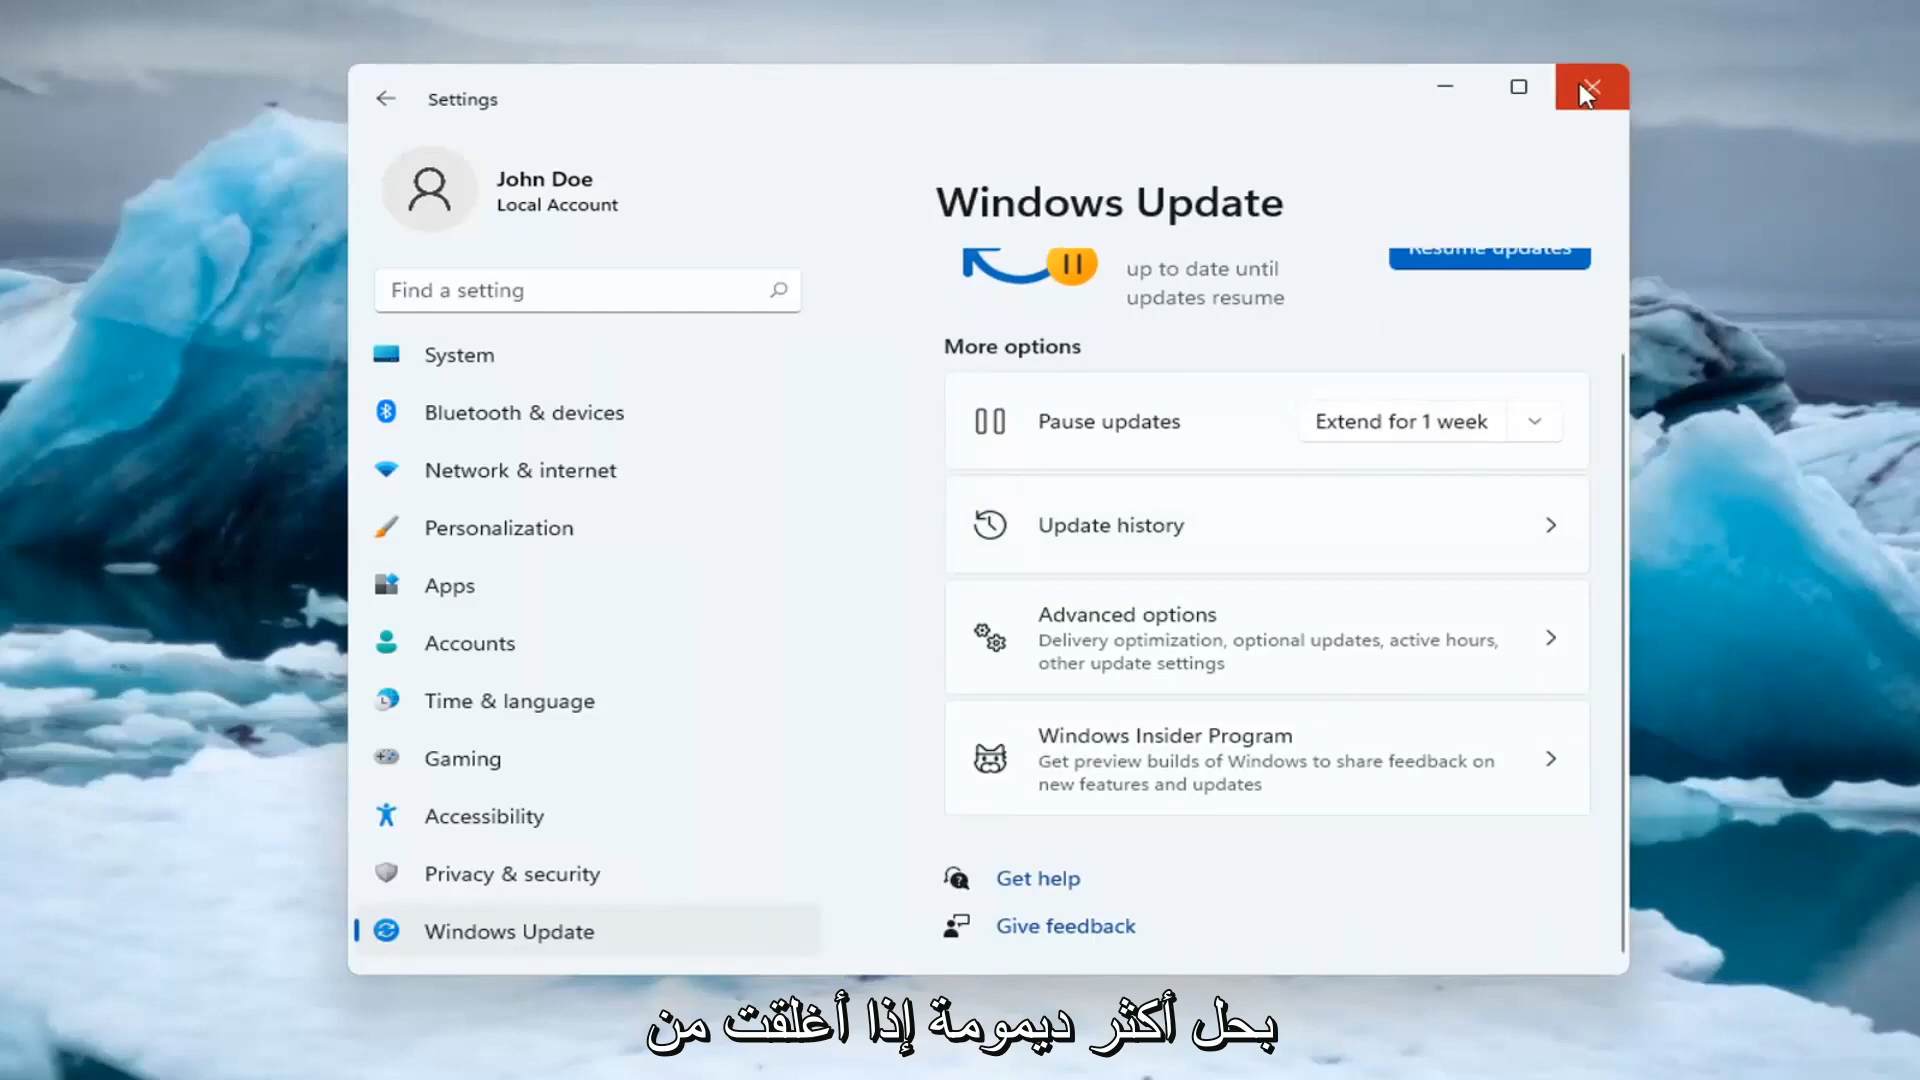 Settings
John Doe
Local Account
Find a setting
System
Bluetooth & devices
Network & internet
Personalization
Apps
Accounts
Time & language
Gaming
Accessibility
Privacy & security
Windows Update
Windows Update
up to date until
updates resume
Resume updates
More options
Pause updates
Extend for 1 week
Update history
Advanced options
Delivery optimization, optional updates, active hours,
other update settings
Windows Insider Program
Get preview builds of Windows to share feedback on
new features and updates
Get help
Give feedback
بحل أكثر ديمومة إذا أغلقت من